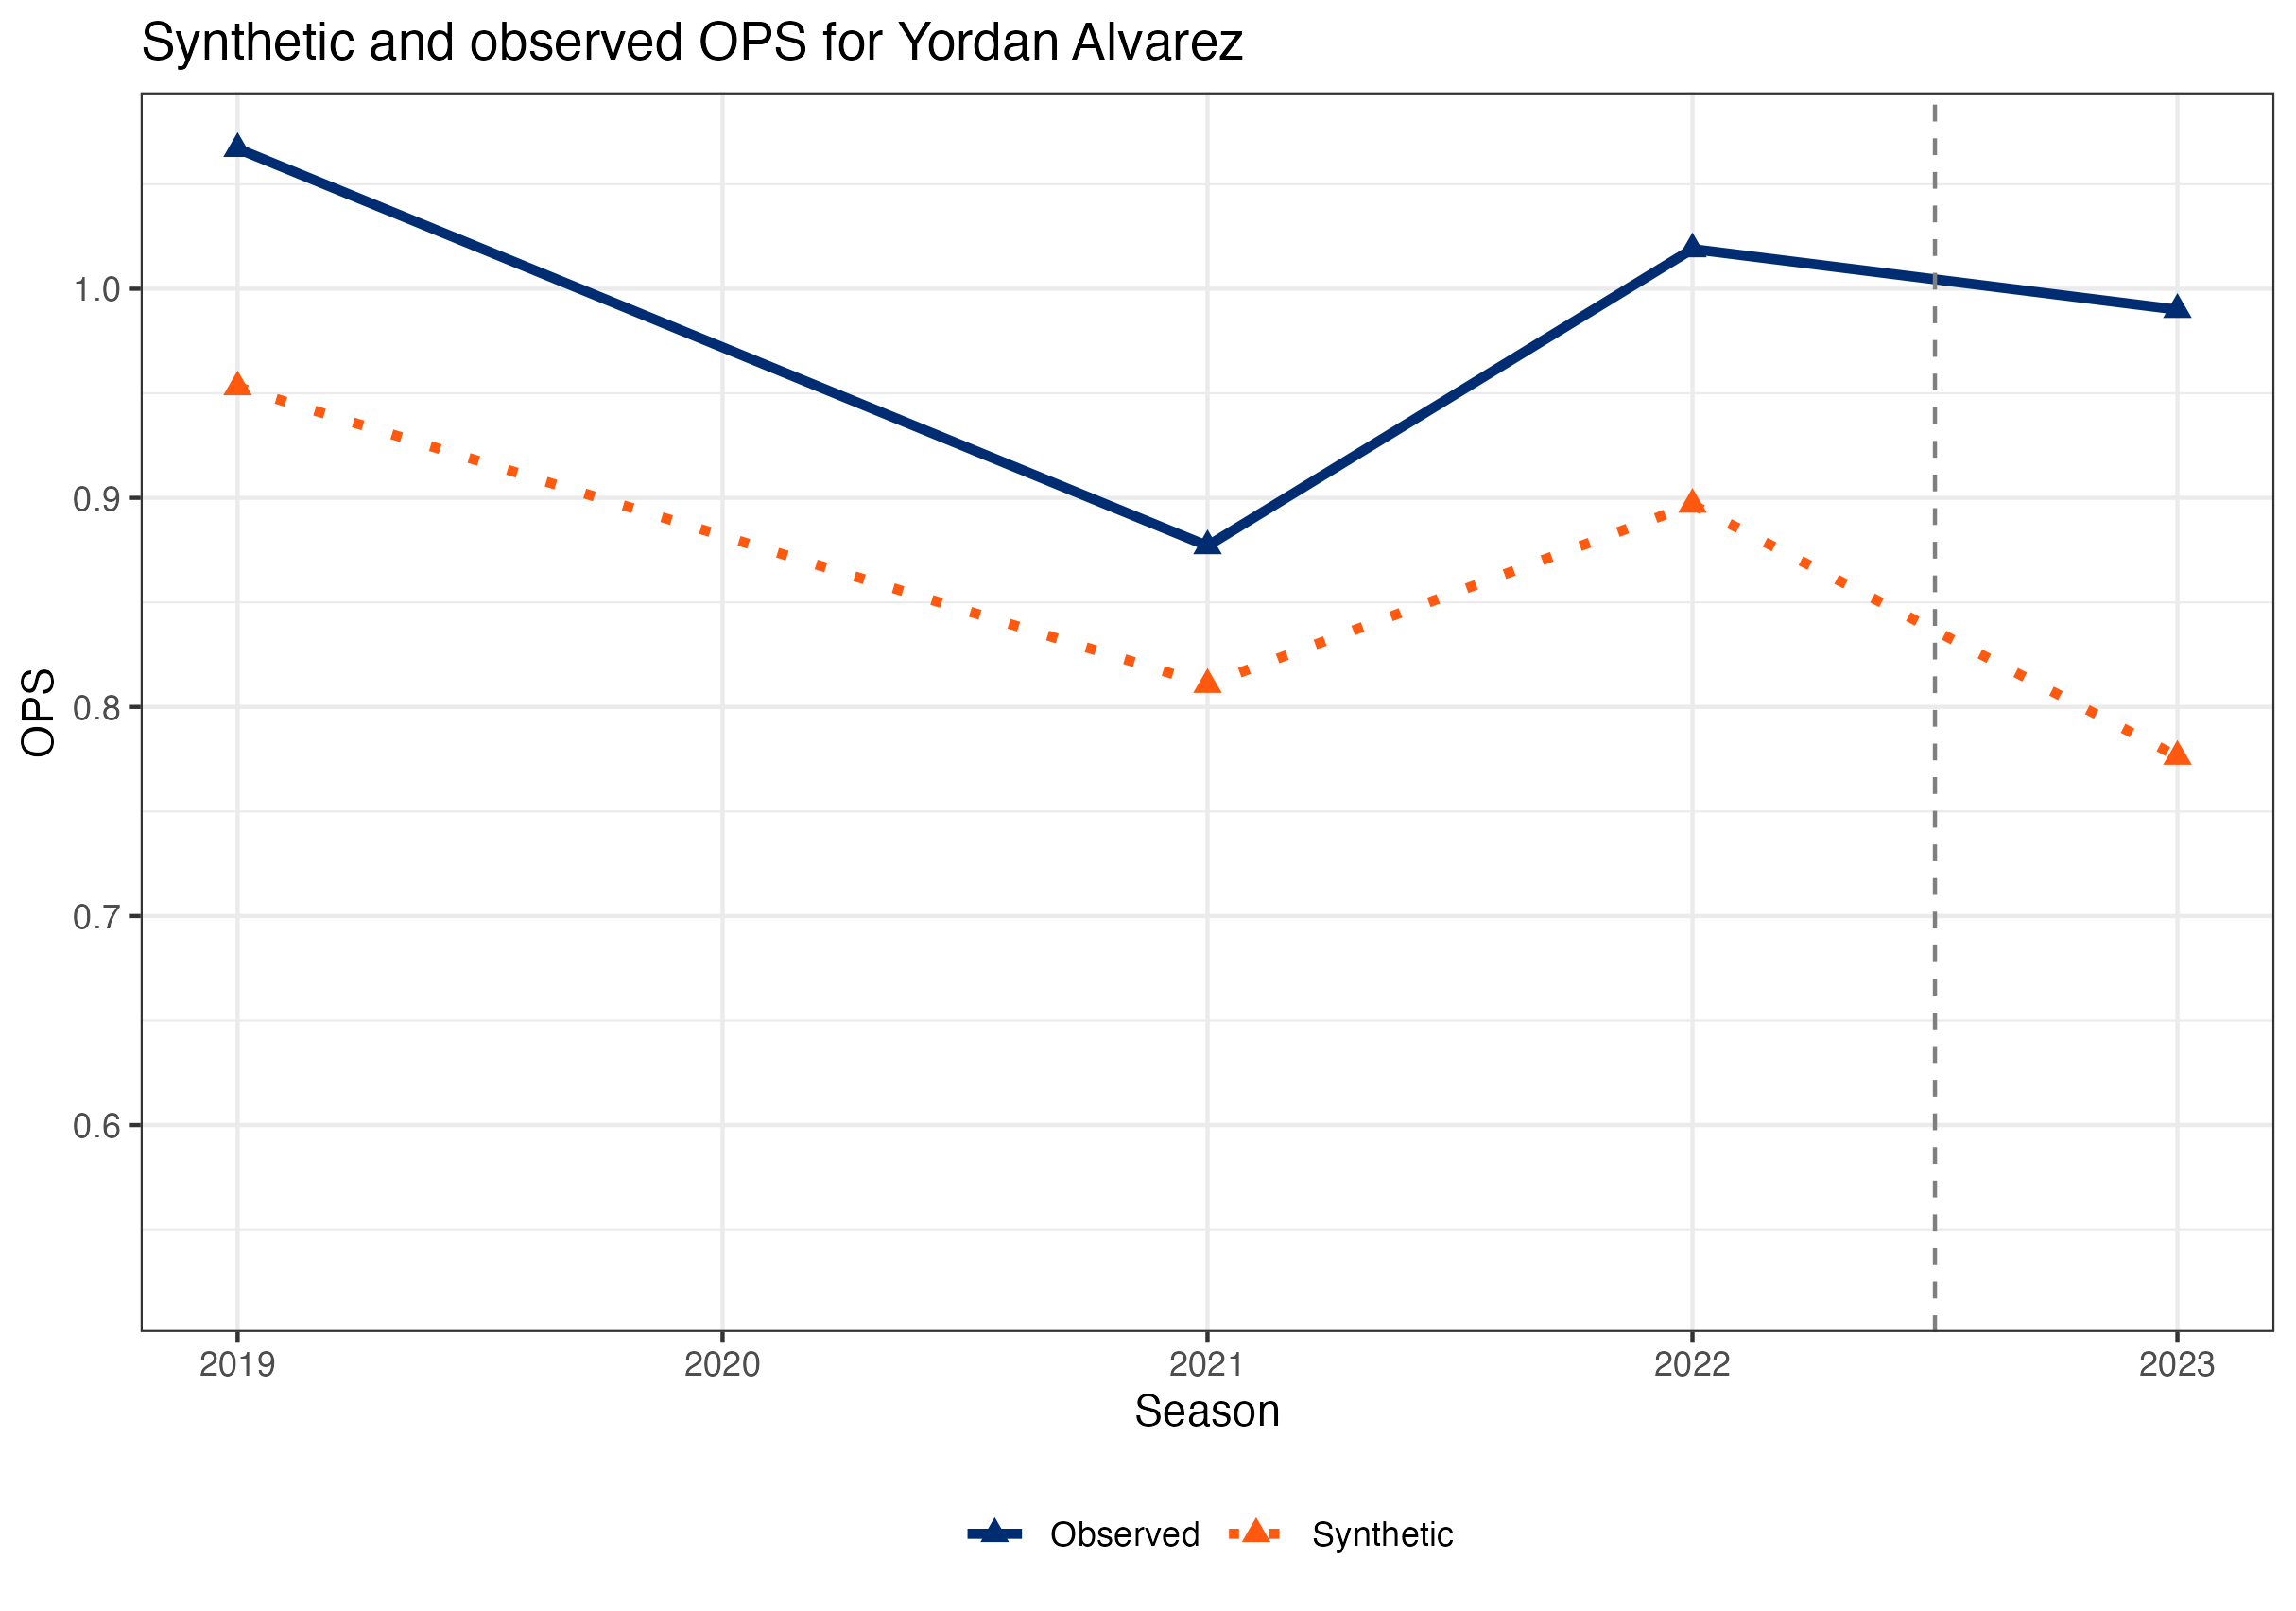 Synthetic and observed OPS for Yordan Alvarez
OPS
1.0
0.9
0.8
0.7
0.6
2019 2020 2021 2022 2023
Season
Observed Synthetic